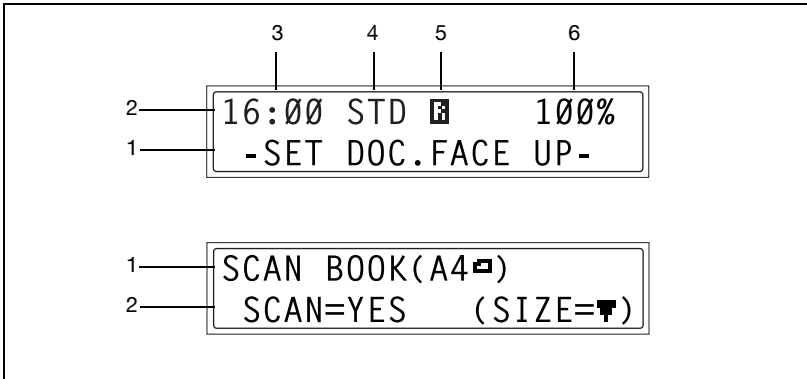 3 4 5 6
2 16:00 STD R 100%
1 -SET DOC.FACE UP-
1 SCAN BOOK(A4▭)
2 SCAN=YES (SIZE=▼)